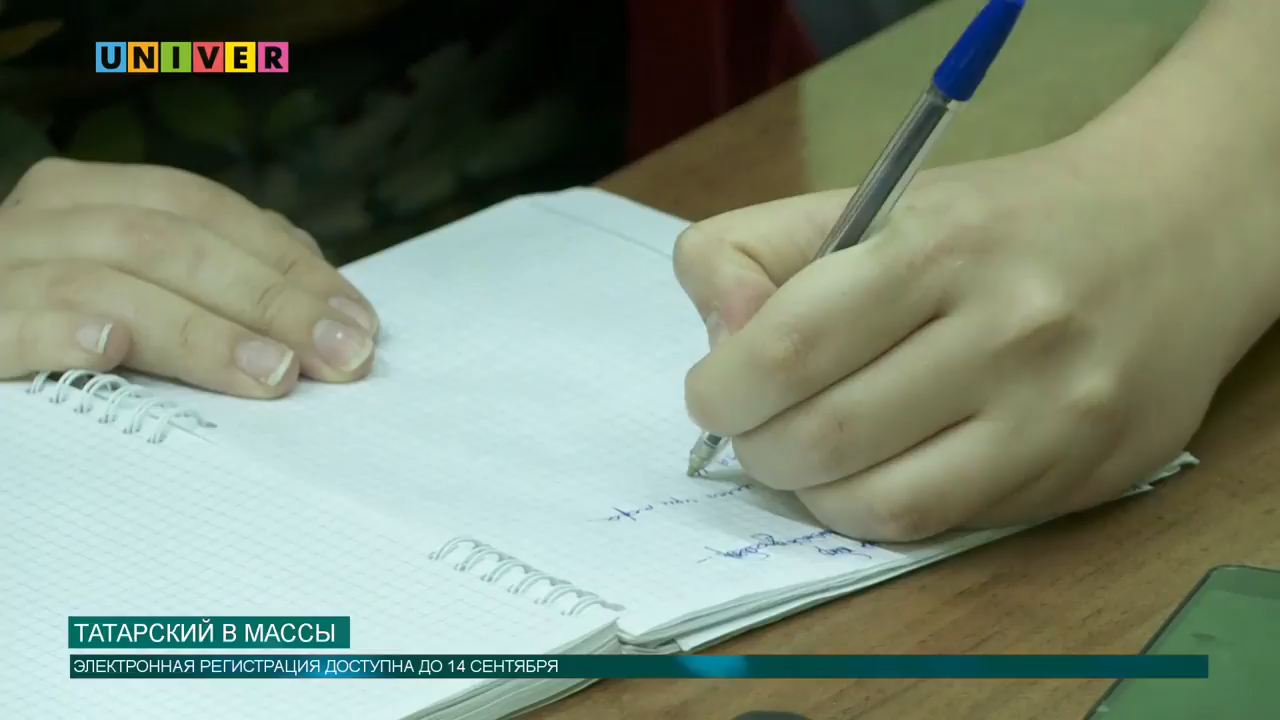 UNIVER
ТАТАРСКИЙ В МАССЫ
ЭЛЕКТРОННАЯ РЕГИСТРАЦИЯ ДОСТУПНА ДО 14 СЕНТЯБРЯ